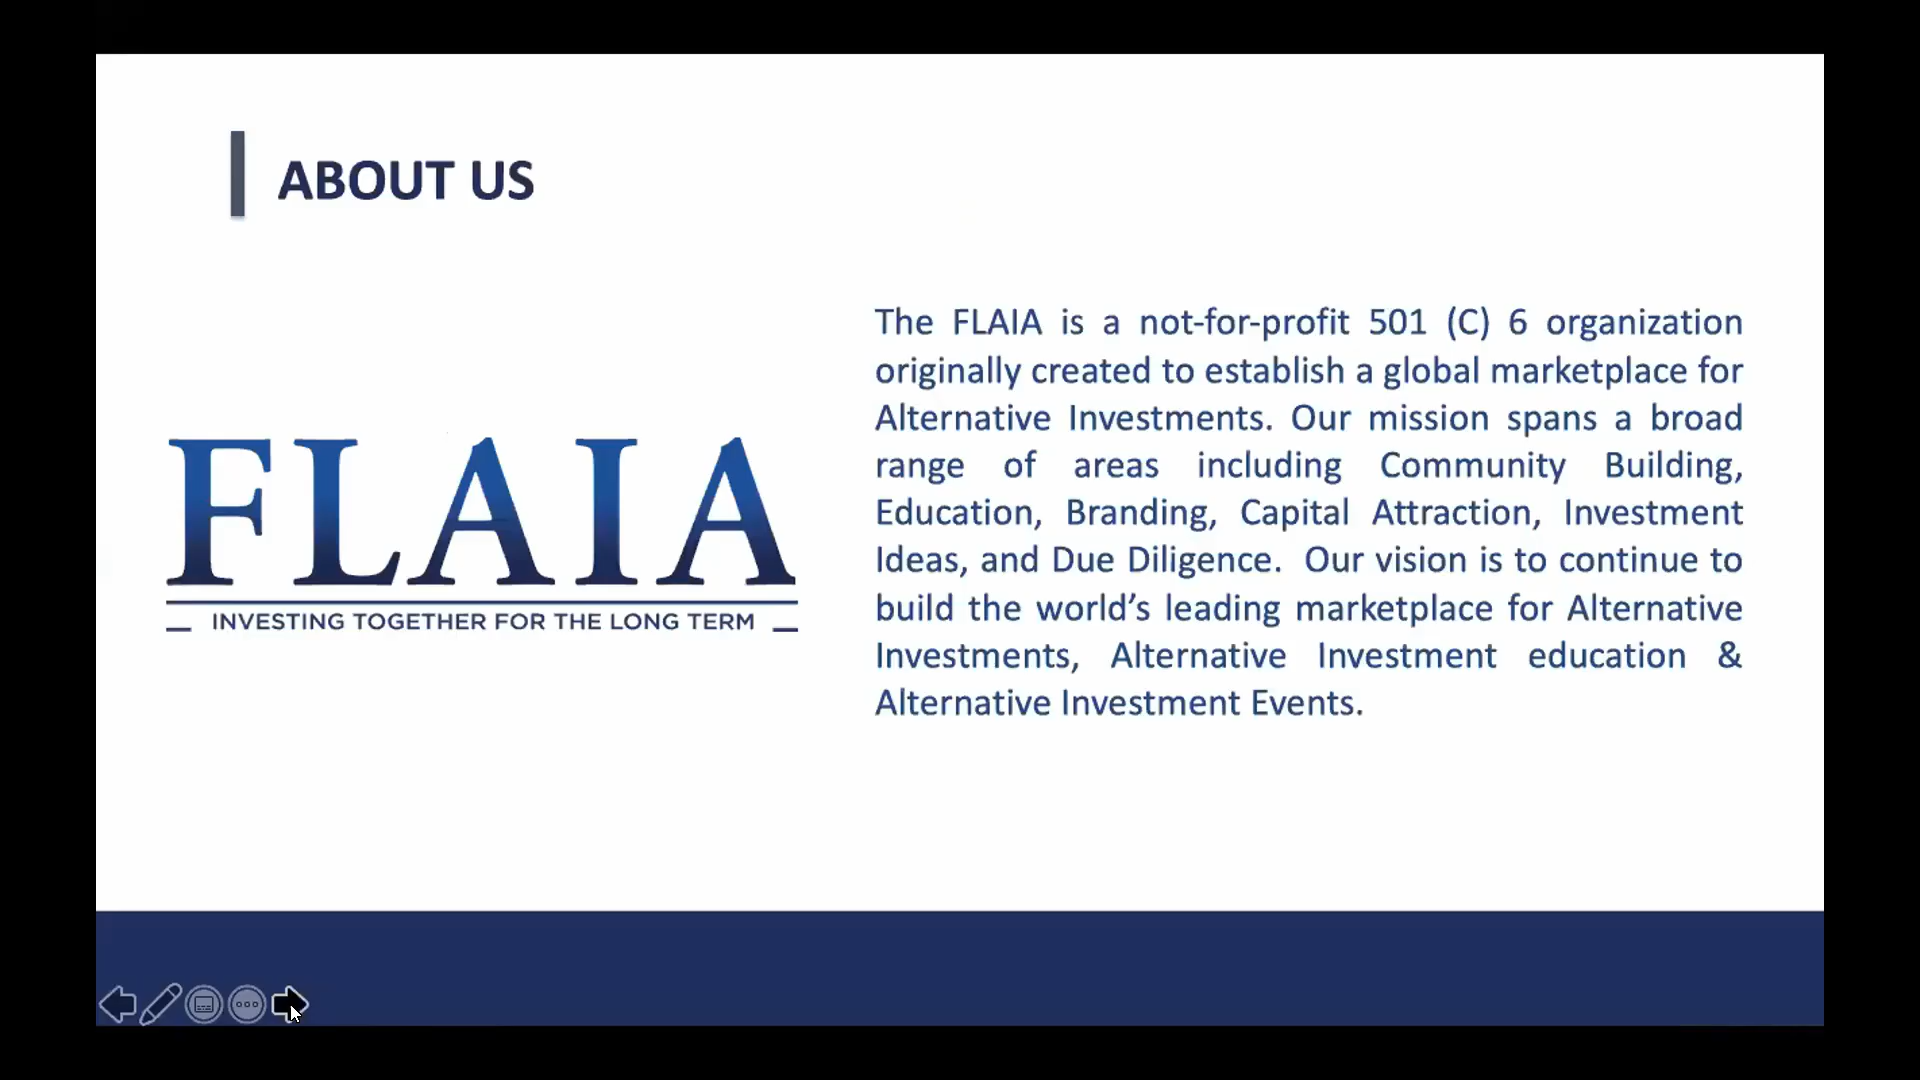 ABOUT US
FLAIA
INVESTING TOGETHER FOR THE LONG TERM
The FLAIA is a not-for-profit 501 (C) 6 organization
originally created to establish a global marketplace for
Alternative Investments. Our mission spans a broad
range of areas including Community Building,
Education, Branding, Capital Attraction, Investment
Ideas, and Due Diligence.  Our vision is to continue to
build the world’s leading marketplace for Alternative
Investments, Alternative Investment education &
Alternative Investment Events.